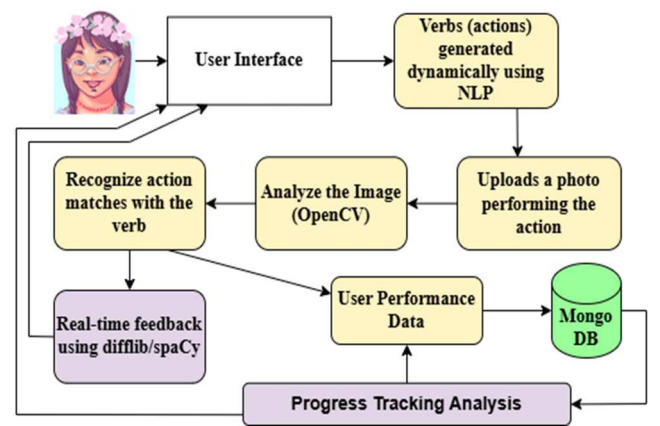 User Interface
Verbs (actions)
generated
dynamically using
NLP
Recognize action
matches with the
verb
Analyze the Image
(OpenCV)
Uploads a photo
performing the
action
Real-time feedback
using difflib/spaCy
User Performance
Data
Mongo
DB
Progress Tracking Analysis